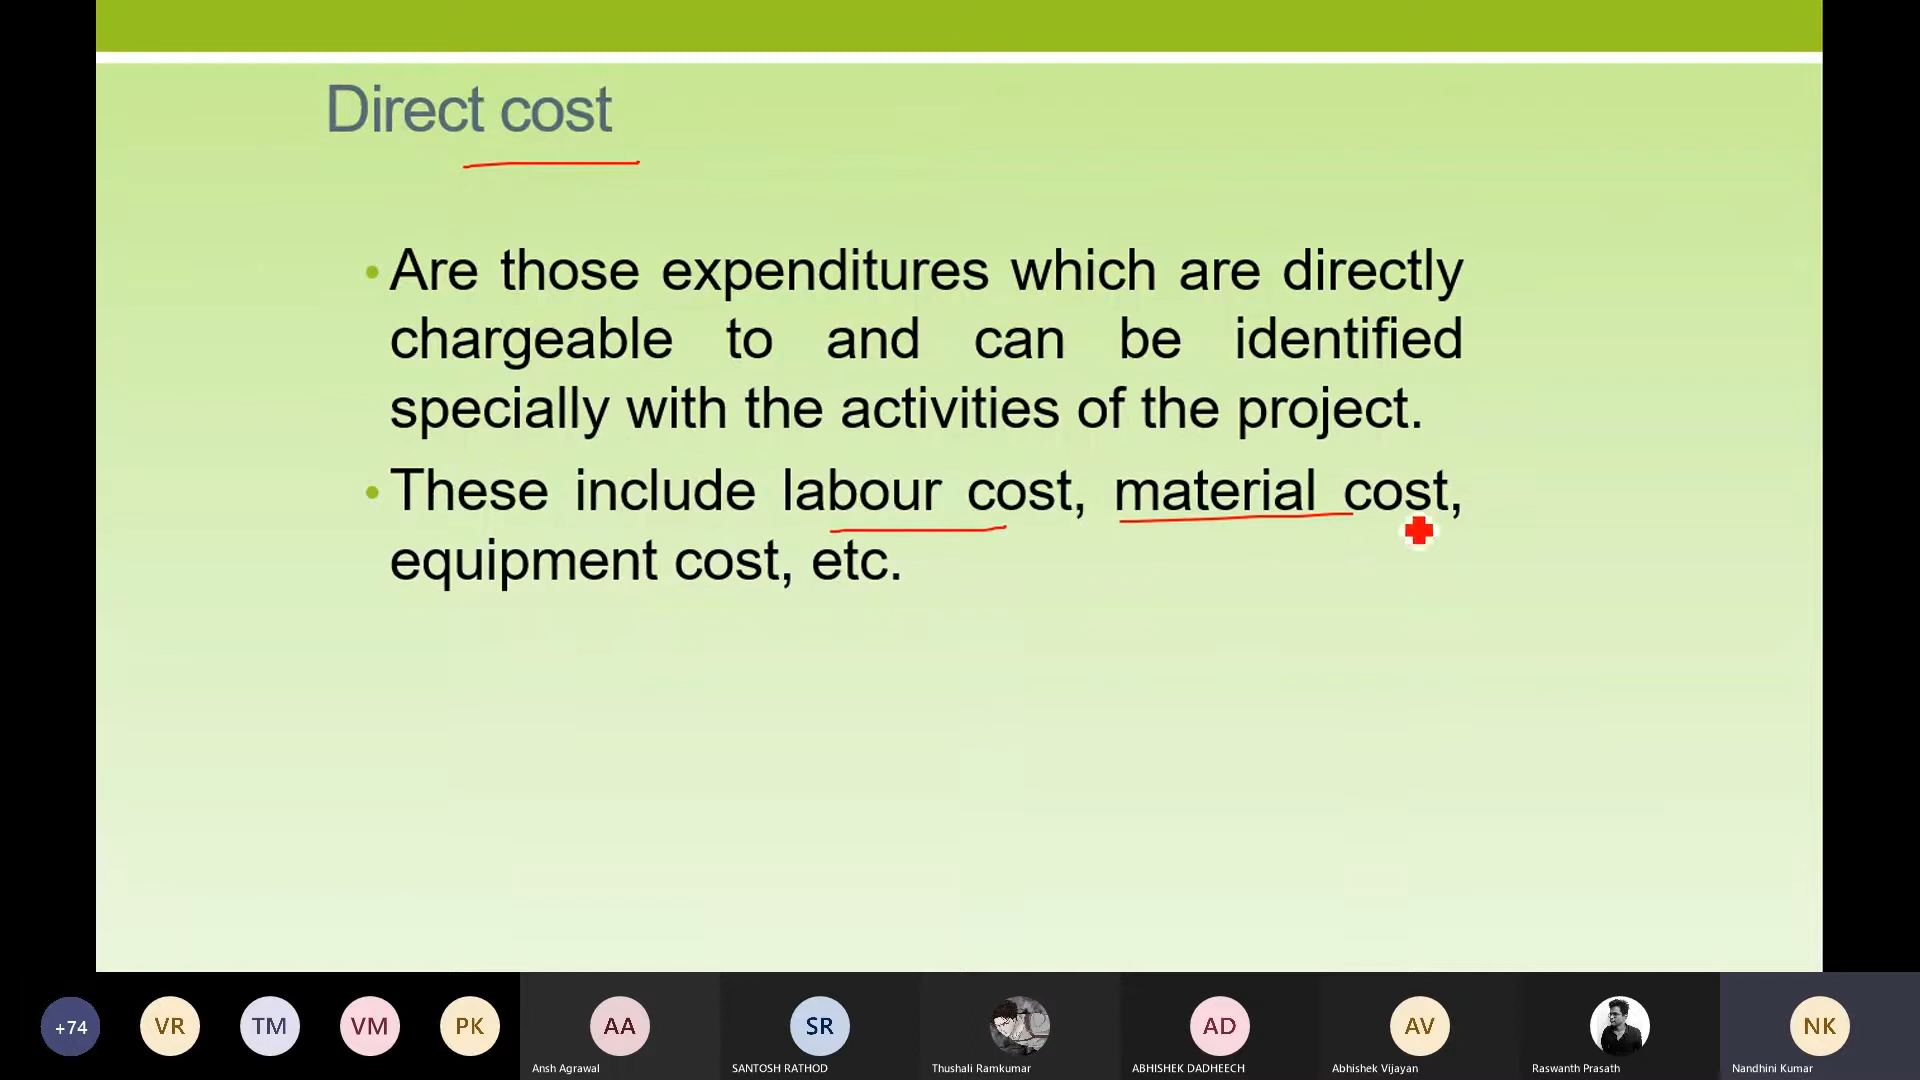 Direct cost
• Are those expenditures which are directly
chargeable to and can be identified
specially with the activities of the project.
• These include labour cost, material cost,
equipment cost, etc.
+74
VR
TM
VM
PK
AA
SR
AD
AV
NK
Ansh Agrawal
SANTOSH RATHOD
Thushali Ramkumar
ABHISHEK DADHEECH
Abhishek Vijayan
Raswanth Prasath
Nandhini Kumar